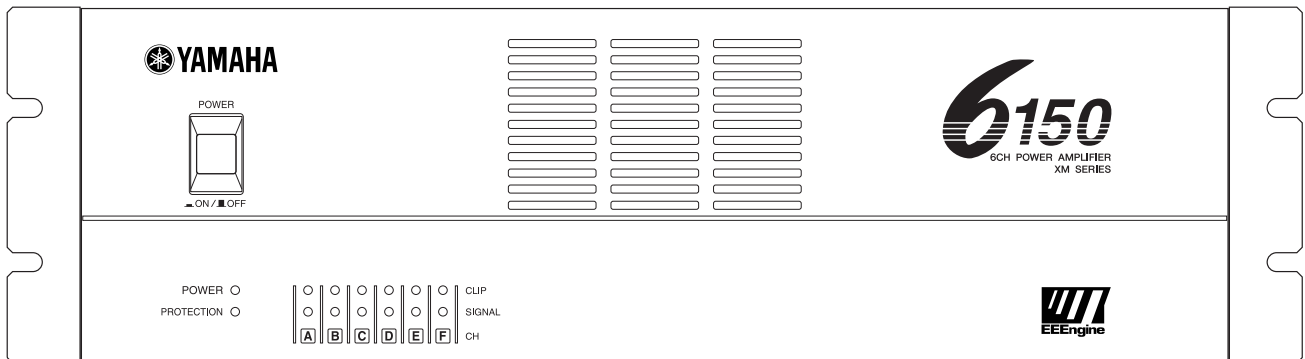 YAMAHA
POWER
ON / OFF
6150
6CH POWER AMPLIFIER
XM SERIES
POWER
PROTECTION
CLIP
SIGNAL
A B C D E F CH
EEEngine